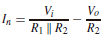 Iₙ = Vᵢ / (R₁ ∥ R₂) − Vₒ / R₂